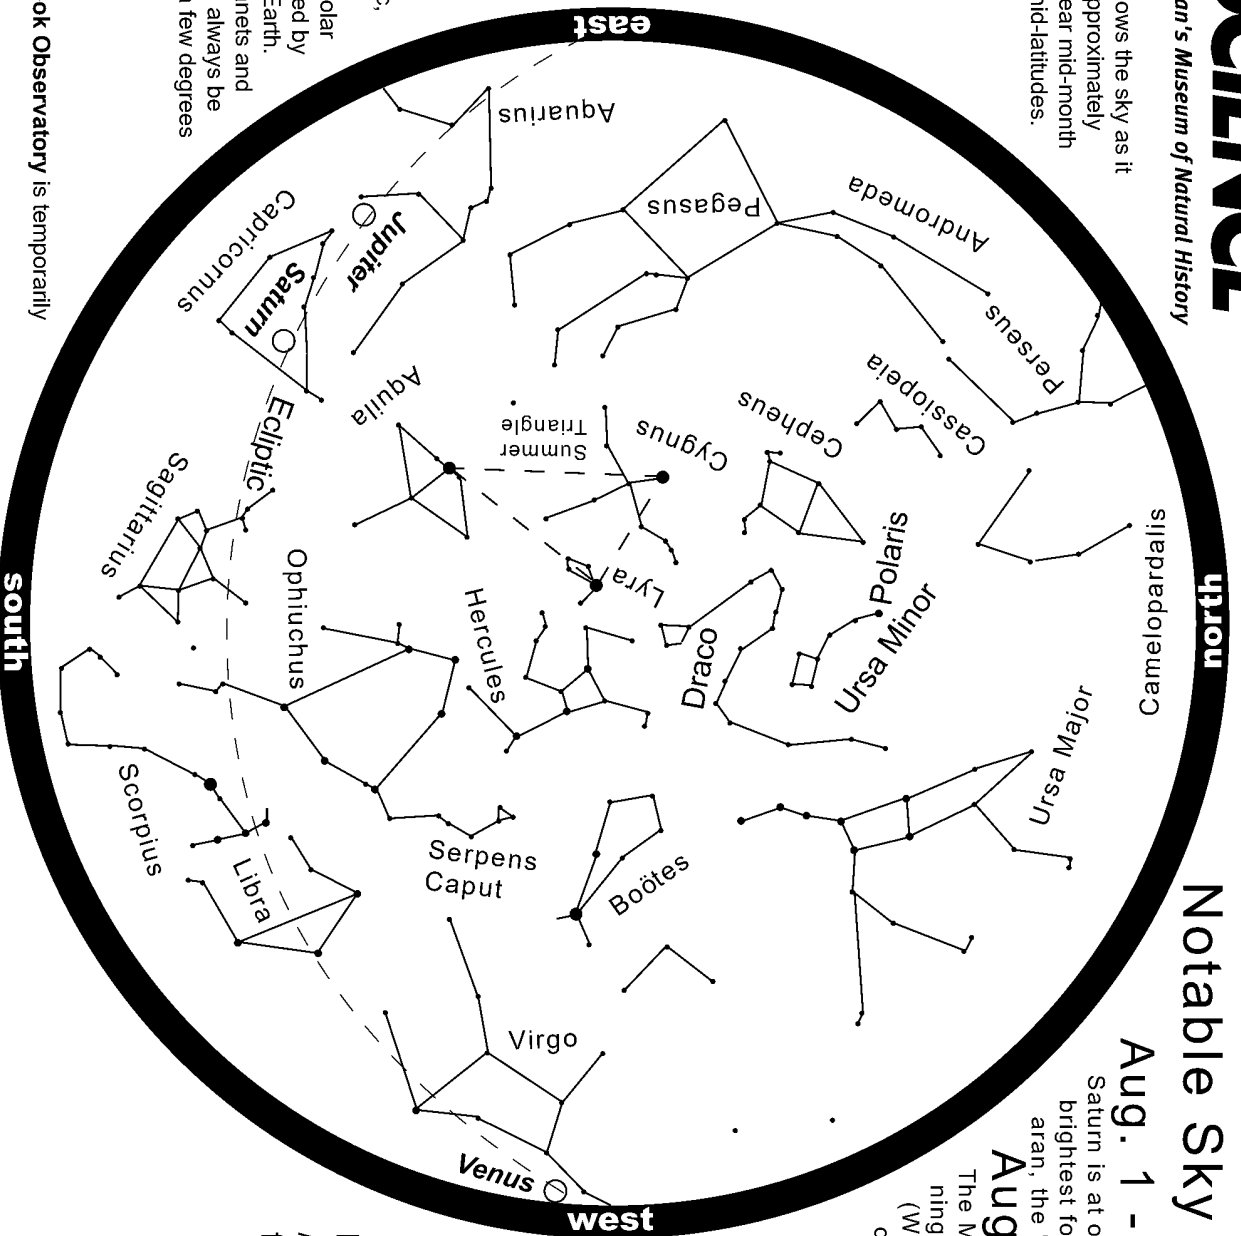 an's Museum of Natural History
ows the sky as it
pproximately
ear mid-month
mid-latitudes.
olar
ed by
Earth.
nets and
always be
few degrees
ok Observatory is temporarily
east
Aquarius
Pegasus
Andromeda
Perseus
Cassiopeia
Cepheus
Cygnus
Summer
Triangle
Aquila
Jupiter
Capricornus
Saturn
Ecliptic
Sagittarius
Ophiuchus
Hercules
Lyra
Draco
Polaris
Ursa Minor
Camelopardalis
north
south
Ursa Major
Scorpius
Libra
Serpens
Caput
Boötes
Virgo
Venus
west
Notable Sky
Aug. 1 -
Saturn is at o
brightest fo
aran, the
Aug
The M
ning
(W